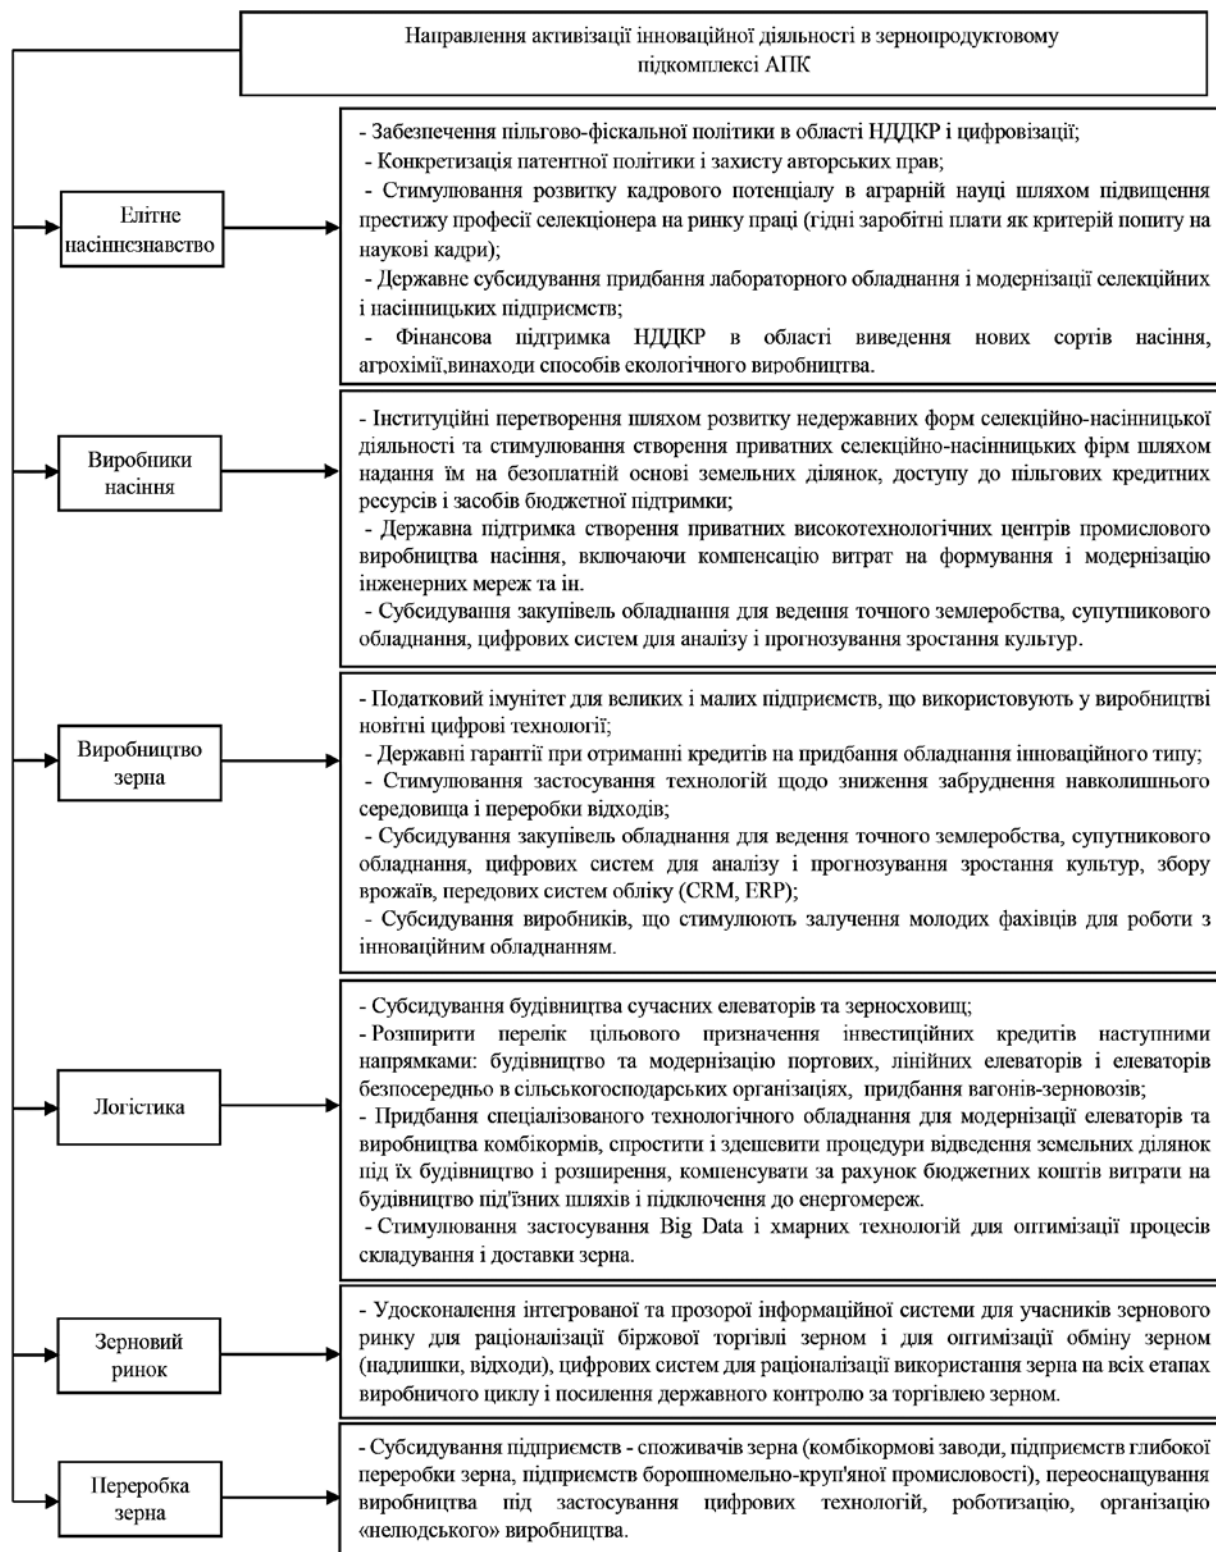 Направлення активізації інноваційної діяльності в зернопродуктовому
підкомплексі АПК
Елітне
насіннєзнавство
- Забезпечення пільгово-фіскальної політики в області НДДКР і цифровізації;
- Конкретизація патентної політики і захисту авторських прав;
- Стимулювання розвитку кадрового потенціалу в аграрній науці шляхом підвищення
престижу професії селекціонера на ринку праці (гідні заробітні плати як критерій попиту на
наукові кадри);
- Державне субсидування придбання лабораторного обладнання і модернізації селекційних
і насінницьких підприємств;
- Фінансова підтримка НДДКР в області виведення нових сортів насіння,
агрохімії,винаходи способів екологічного виробництва.
Виробники
насіння
- Інституційні перетворення шляхом розвитку недержавних форм селекційно-насінницької
діяльності та стимулювання створення приватних селекційно-насінницьких фірм шляхом
надання їм на безоплатній основі земельних ділянок, доступу до пільгових кредитних
ресурсів і засобів бюджетної підтримки;
- Державна підтримка створення приватних високотехнологічних центрів промислового
виробництва насіння, включаючи компенсацію витрат на формування і модернізацію
інженерних мереж та ін.
- Субсидування закупівель обладнання для ведення точного землеробства, супутникового
обладнання, цифрових систем для аналізу і прогнозування зростання культур.
Виробництво
зерна
- Податковий імунітет для великих і малих підприємств, що використовують у виробництві
новітні цифрові технології;
- Державні гарантії при отриманні кредитів на придбання обладнання інноваційного типу;
- Стимулювання застосування технологій щодо зниження забруднення навколишнього
середовища і переробки відходів;
- Субсидування закупівель обладнання для ведення точного землеробства, супутникового
обладнання, цифрових систем для аналізу і прогнозування зростання культур, збору
врожаїв, передових систем обліку (CRM, ERP);
- Субсидування виробників, що стимулюють залучення молодих фахівців для роботи з
інноваційним обладнанням.
Логістика
- Субсидування будівництва сучасних елеваторів та зерносховищ;
- Розширити перелік цільового призначення інвестиційних кредитів наступними
напрямками: будівництво та модернізацію портових, лінійних елеваторів і елеваторів
безпосередньо в сільськогосподарських організаціях, придбання вагонів-зерновозів;
- Придбання спеціалізованого технологічного обладнання для модернізації елеваторів та
виробництва комбікормів, спростити і здешевити процедури відведення земельних ділянок
під їх будівництво і розширення, компенсувати за рахунок бюджетних коштів витрати на
будівництво під'їзних шляхів і підключення до енергомереж.
- Стимулювання застосування Big Data і хмарних технологій для оптимізації процесів
складування і доставки зерна.
Зерновий
ринок
- Удосконалення інтегрованої та прозорої інформаційної системи для учасників зернового
ринку для раціоналізації біржової торгівлі зерном і для оптимізації обміну зерном
(надлишки, відходи), цифрових систем для раціоналізації використання зерна на всіх етапах
виробничого циклу і посилення державного контролю за торгівлею зерном.
Переробка
зерна
- Субсидування підприємств - споживачів зерна (комбікормові заводи, підприємств глибокої
переробки зерна, підприємств борошномельно-круп'яної промисловості), переоснащування
виробництва під застосування цифрових технологій, роботизацію, організацію
«нелюдського» виробництва.